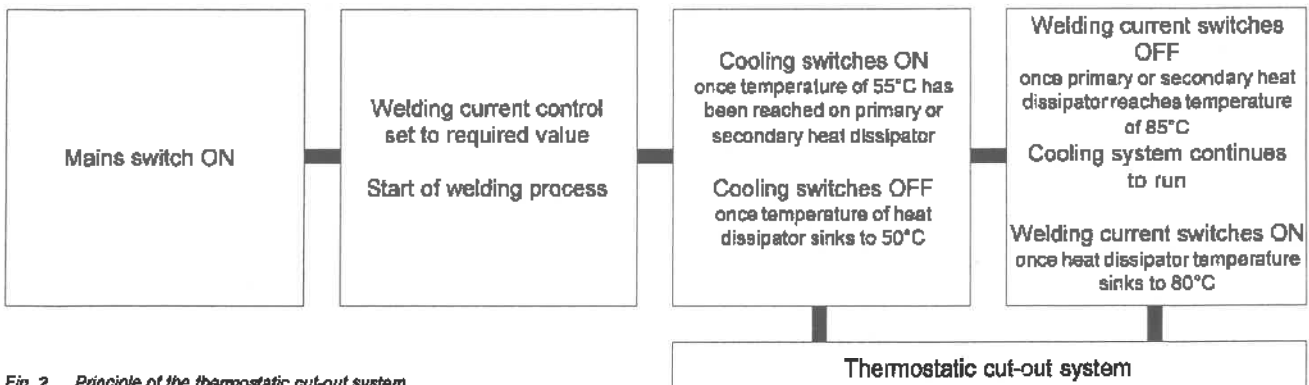 Mains switch ON
Welding current control
set to required value
Start of welding process
Cooling switches ON
once temperature of 55°C has
been reached on primary or
secondary heat dissipator
Cooling switches OFF
once temperature of heat
dissipator sinks to 50°C
Welding current switches
OFF
once primary or secondary heat
dissipator reaches temperature
of 85°C
Cooling system continues
to run
Welding current switches ON
once heat dissipator temperature
sinks to 80°C
Thermostatic cut-out system
Fig. 2 Principle of the thermostatic cut-out system